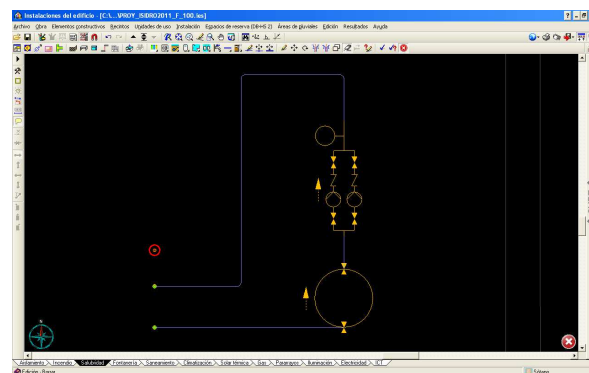 Instalaciones del edificio - [C:\...\PROY_ISIDRO2011_F_100.ies]
Archivo Obra Elementos constructivos Recintos Unidades de uso Instalación Espacios de reserva (DB-HS 2) Áreas de pluviales Edición Resultados Ayuda
N
Aislamiento Incendio Salubridad Fontanería Saneamiento Climatización Solar térmica Gas Pararrayos Iluminación Electricidad ICT
Edición - Borrar Sótano